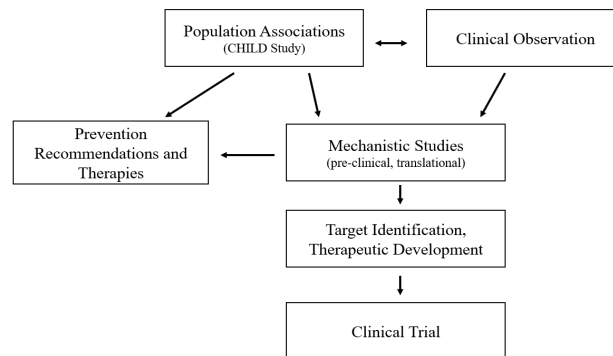 Population Associations
(CHILD Study)
Clinical Observation
Prevention
Recommendations and
Therapies
Mechanistic Studies
(pre-clinical, translational)
Target Identification,
Therapeutic Development
Clinical Trial